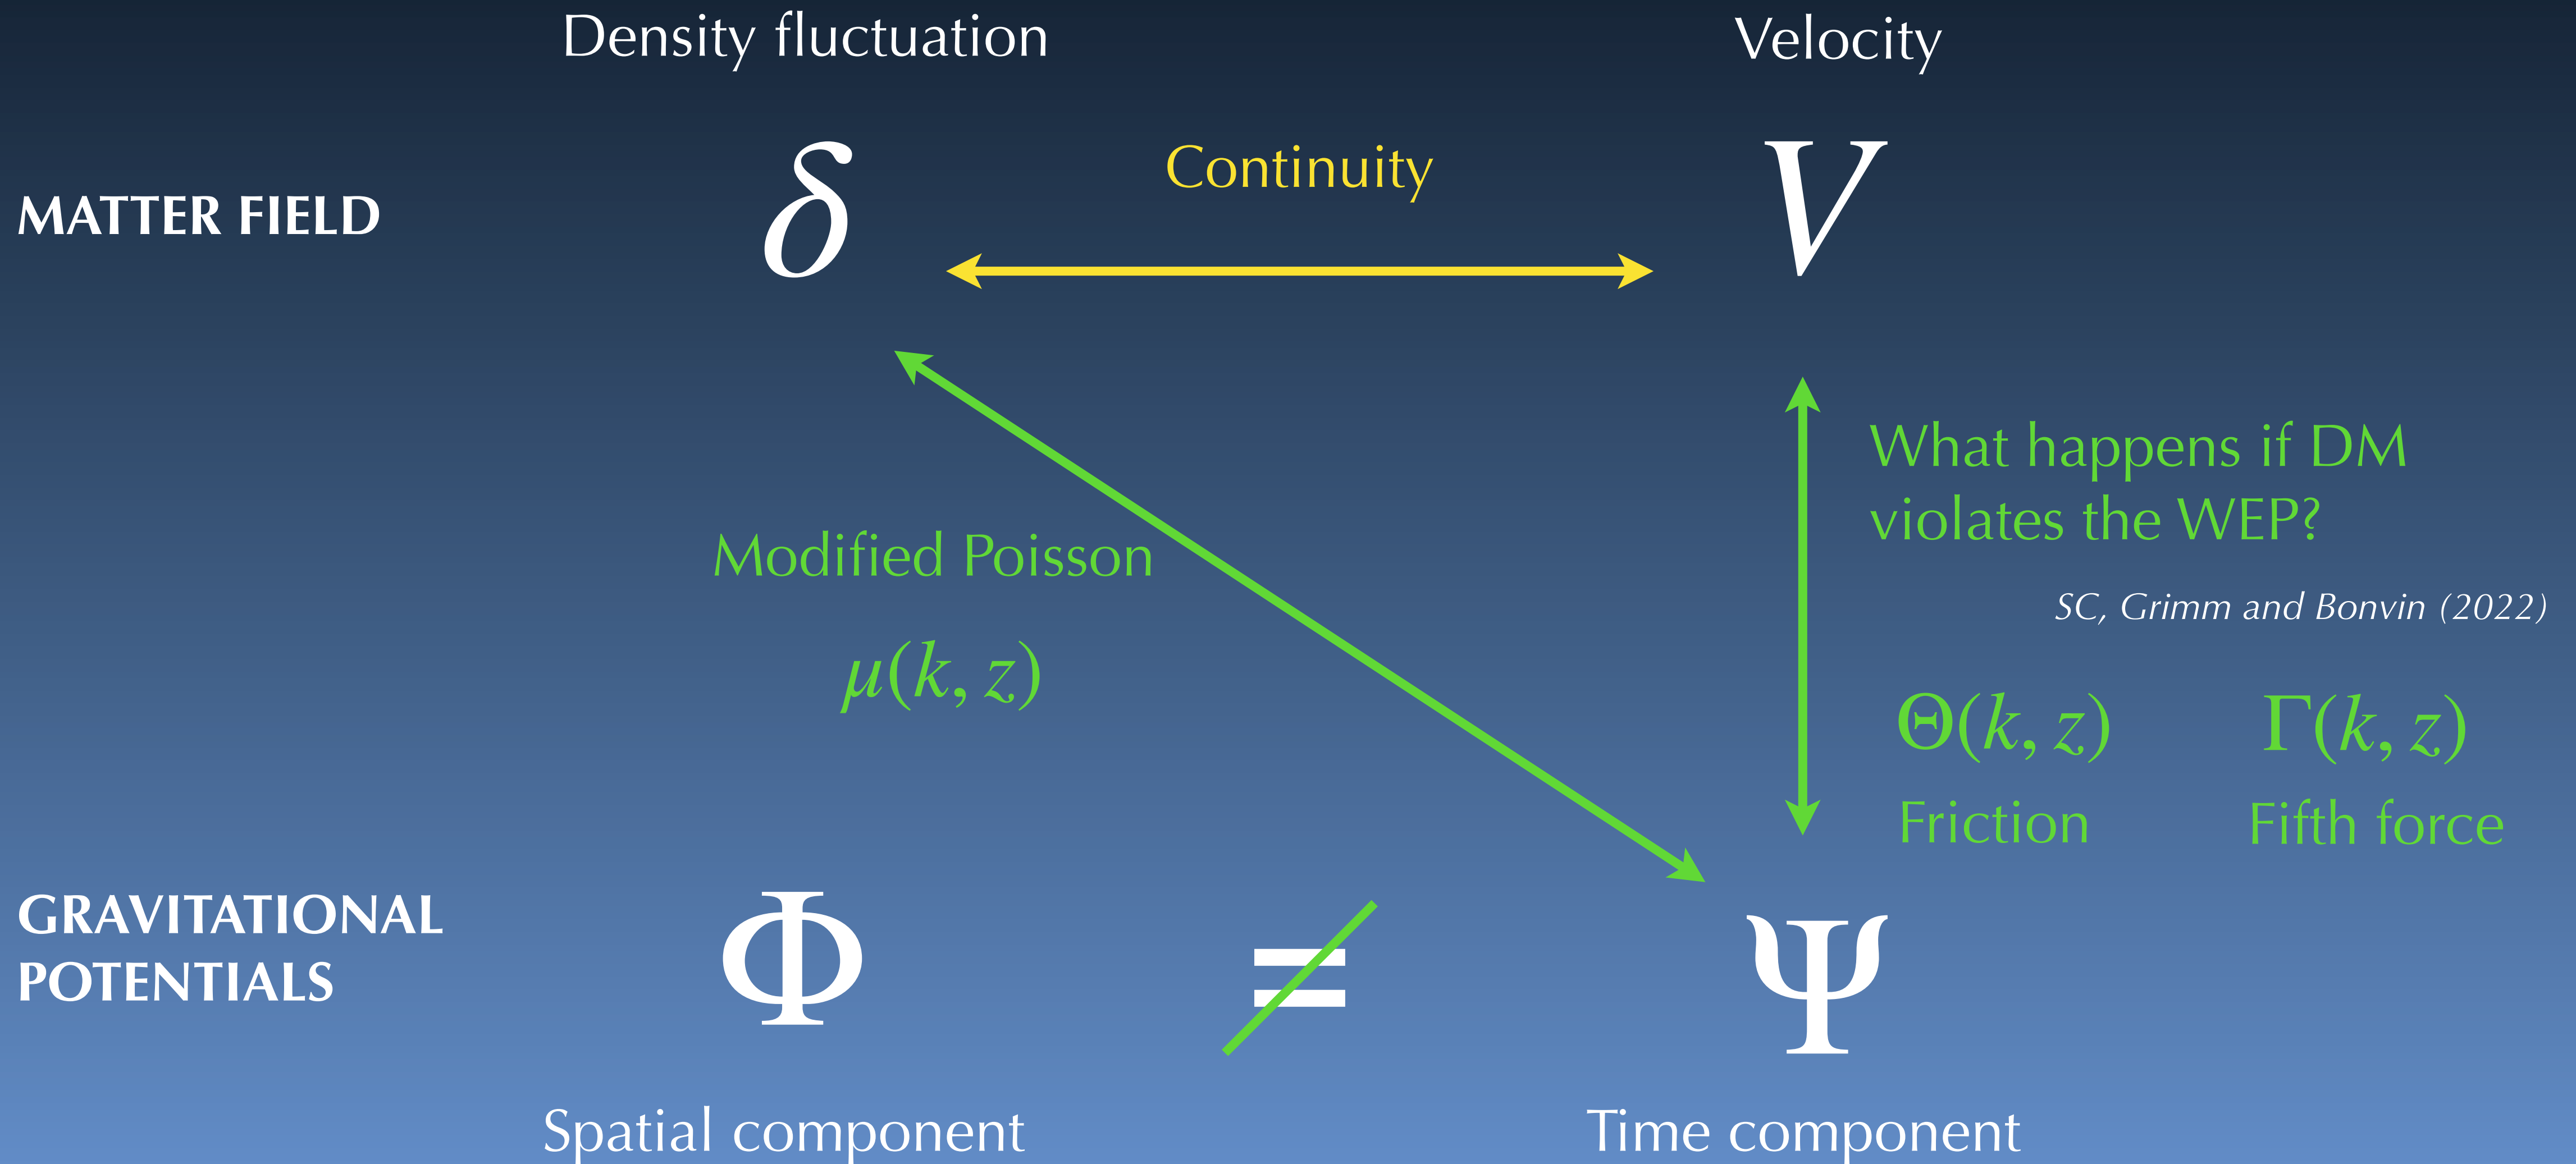 Density fluctuation
Velocity
MATTER FIELD
δ
Continuity
V
What happens if DM
violates the WEP?
SC, Grimm and Bonvin (2022)
Modified Poisson
μ(k, z)
Θ(k, z)
Γ(k, z)
Friction
Fifth force
GRAVITATIONAL
POTENTIALS
Φ
≠
Ψ
Spatial component
Time component